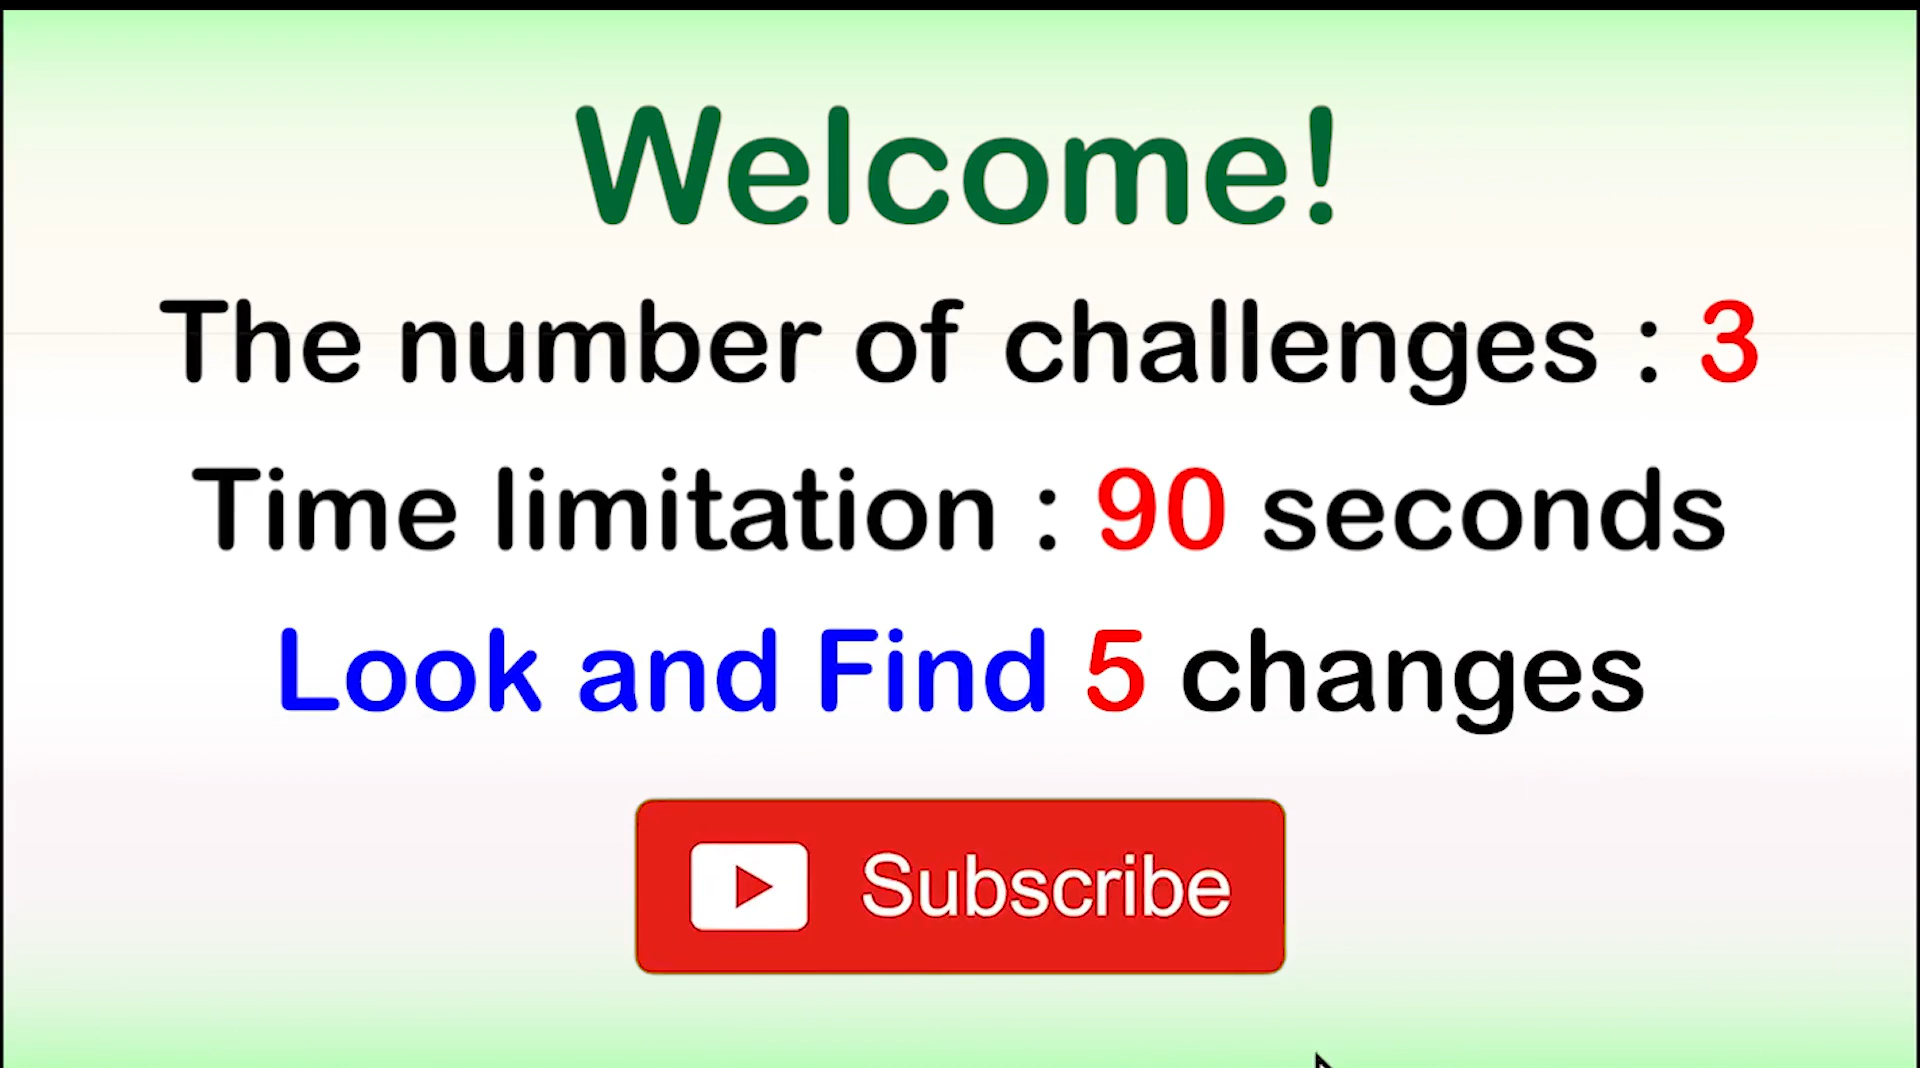 Welcome!
The number of challenges : 3
Time limitation : 90 seconds
Look and Find 5 changes
Subscribe